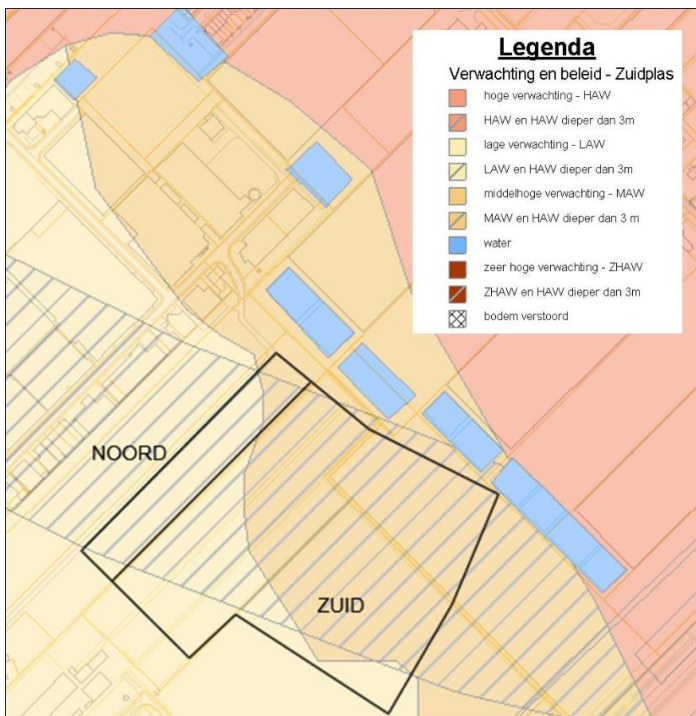 Legenda
Verwachting en beleid - Zuidplas
hoge verwachting - HAW
HAW en HAW dieper dan 3m
lage verwachting - LAW
LAW en HAW dieper dan 3m
middelhoge verwachting - MAW
MAW en HAW dieper dan 3 m
water
zeer hoge verwachting - ZHAW
ZHAW en HAW dieper dan 3m
bodem verstoord
NOORD
ZUID